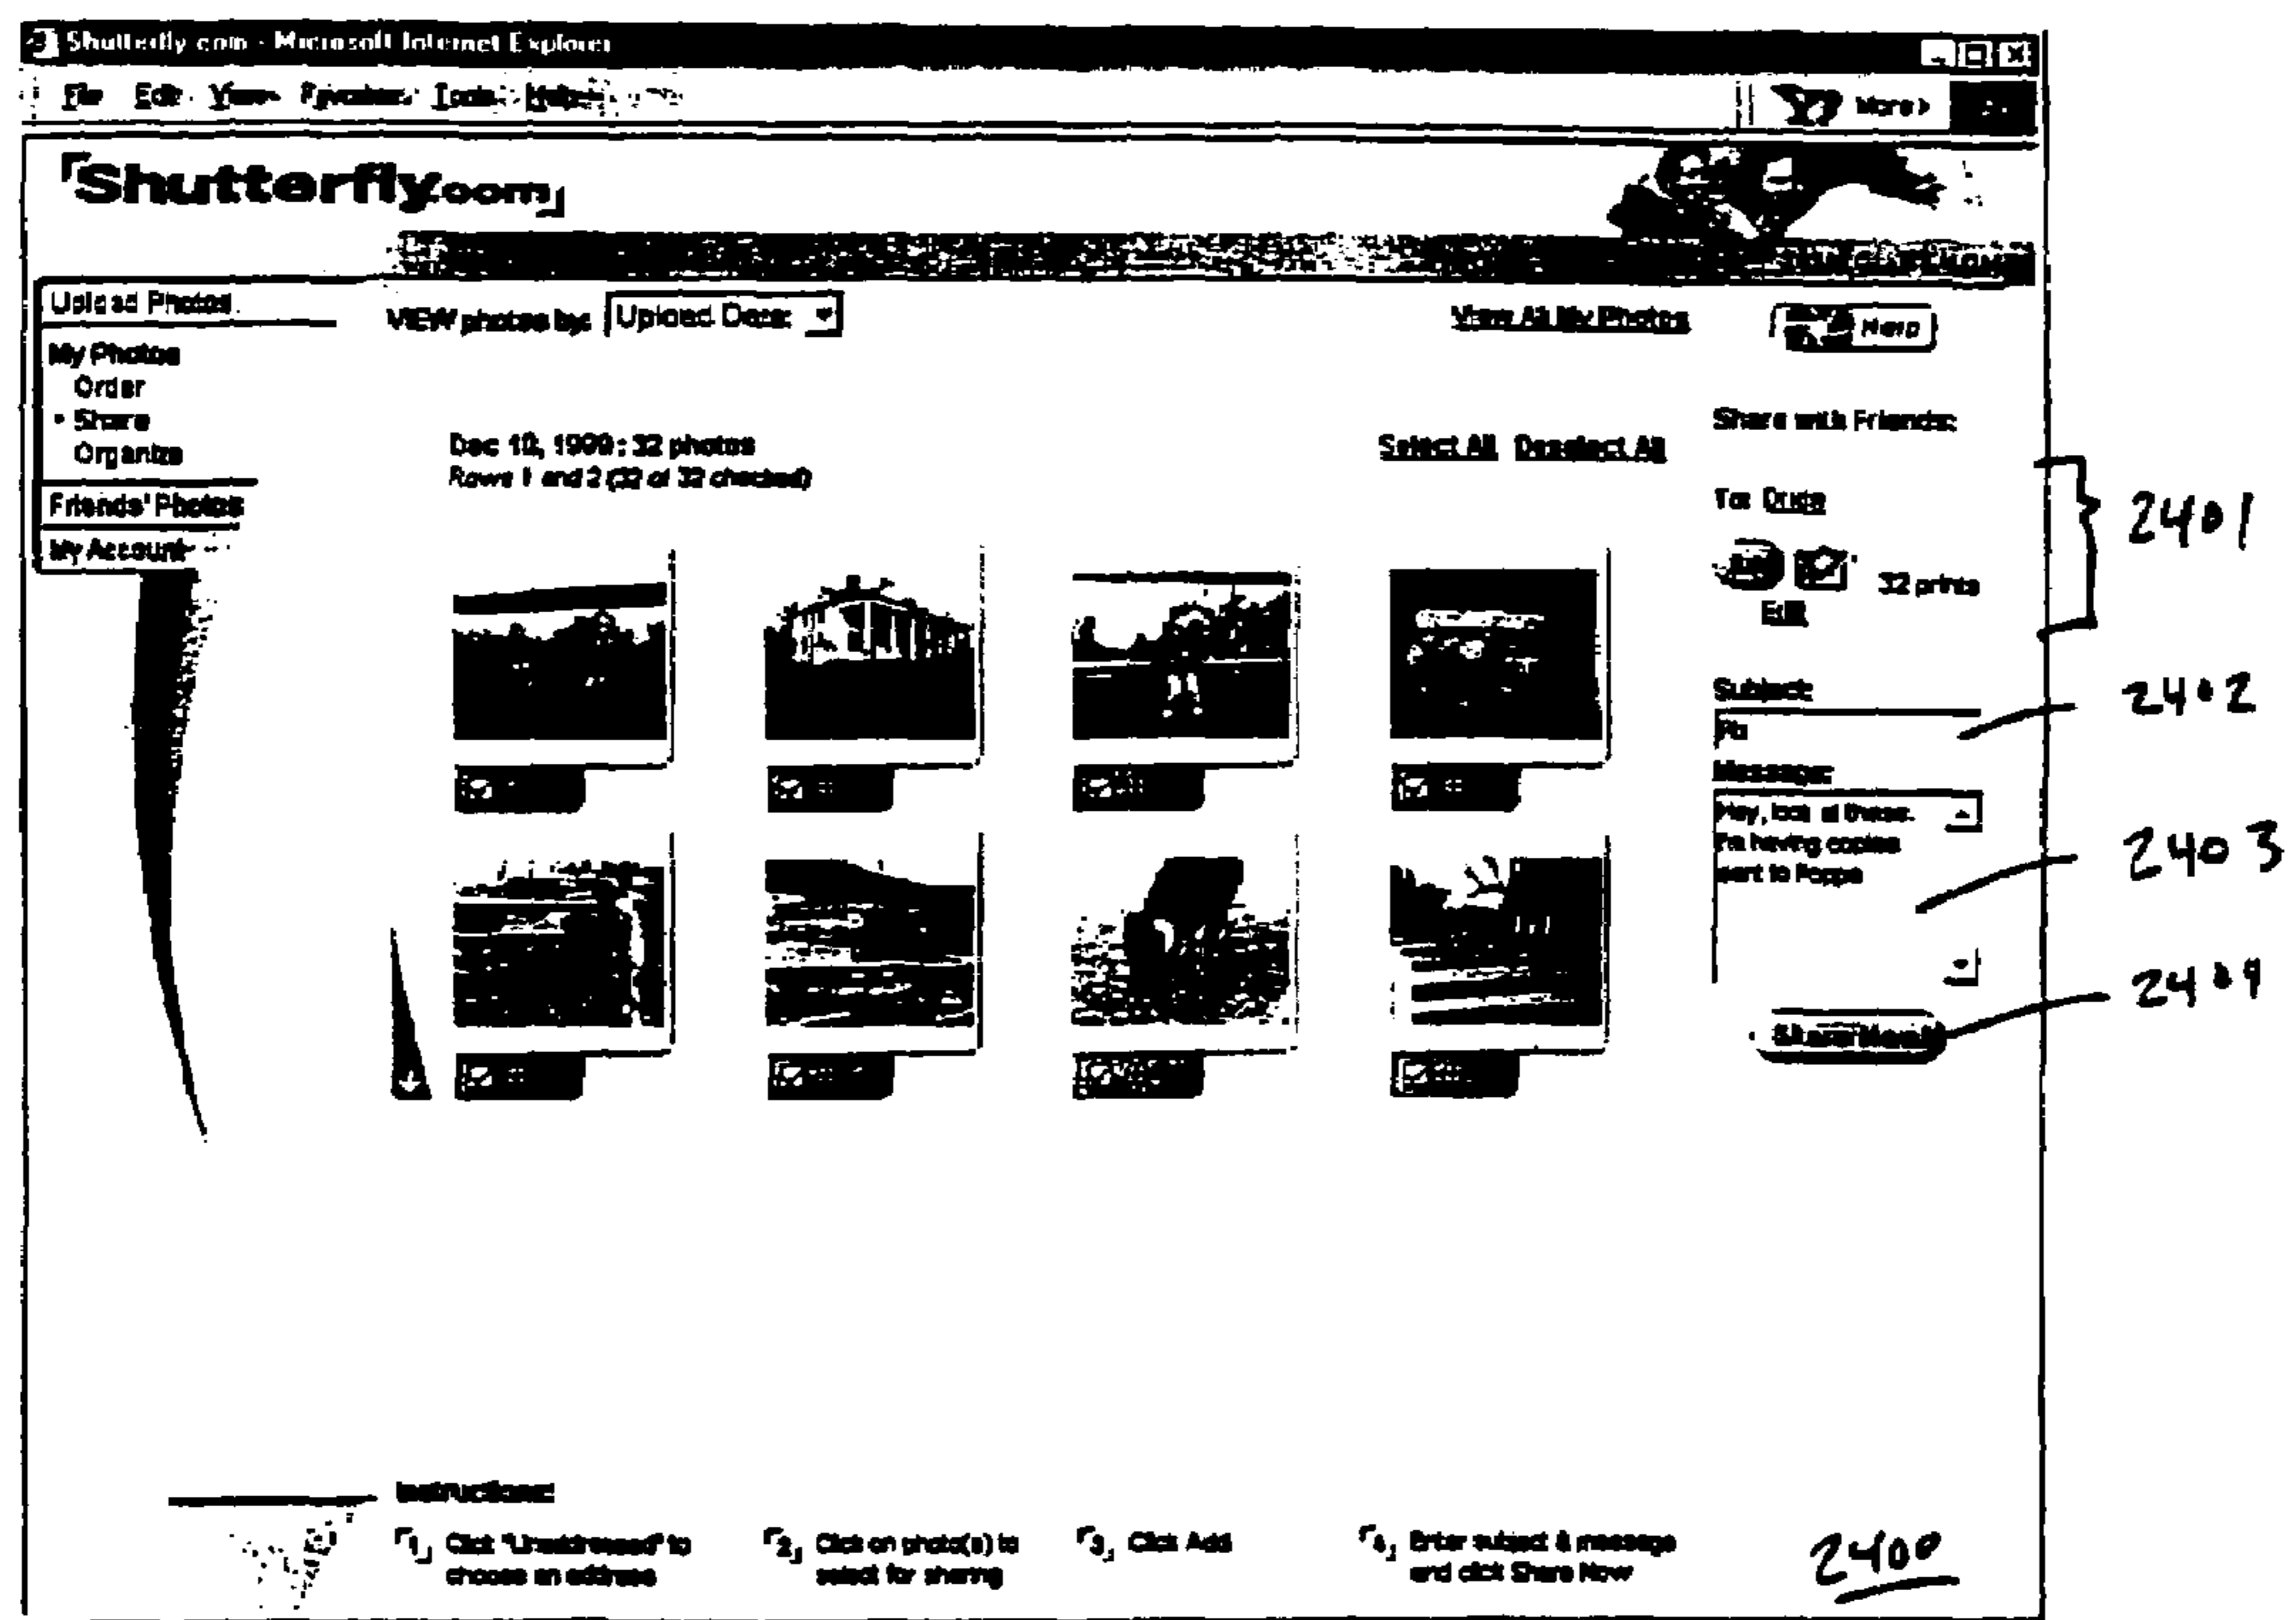 Shutterfly.com - Microsoft Internet Explorer
File Edit View Favorites Tools Help
More »
Shutterfly.com
Upload Photos
VIEW photos by: Upload Date:
View All My Photos
Help
My Photos
Order
• Share
Organize
Friends' Photos
My Account
Dec 10, 1999 : 32 photos
Rows 1 and 2 (32 of 32 checked)
Select All Deselect All
Share with Friends:
To:
32 prints
Edit
Subject:
Message:
Hey, look at these.
I'm having copies
sent to Poppa
Share Now!
2401
2402
2403
2404
Instructions:
1 Click "Unaddressed" to
choose an address
2 Click on photo(s) to
select for sharing
3 Click Add
4 Enter subject & message
and click Share Now
2400